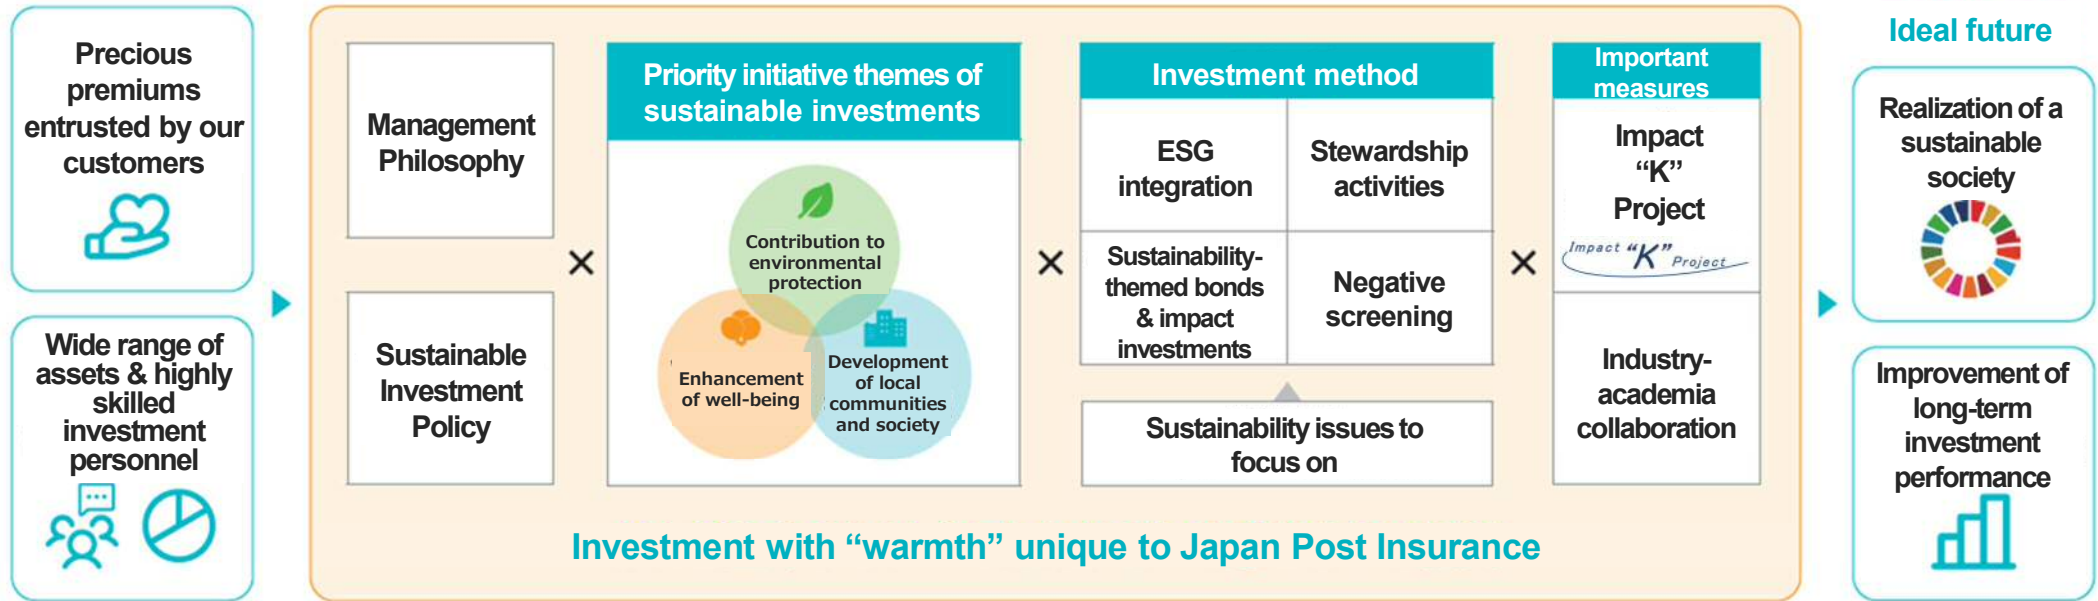 Precious
premiums
entrusted by our
customers
Wide range of
assets & highly
skilled
investment
personnel
Management
Philosophy
Sustainable
Investment
Policy
×
Priority initiative themes of
sustainable investments
Contribution to
environmental
protection
Enhancement
of well-being
Development
of local
communities
and society
×
Investment method
ESG
integration
Stewardship
activities
Sustainability-
themed bonds
& impact
investments
Negative
screening
Sustainability issues to
focus on
×
Important
measures
Impact
“K”
Project
Impact “K” Project
Industry-
academia
collaboration
Investment with “warmth” unique to Japan Post Insurance
Ideal future
Realization of a
sustainable
society
Improvement of
long-term
investment
performance